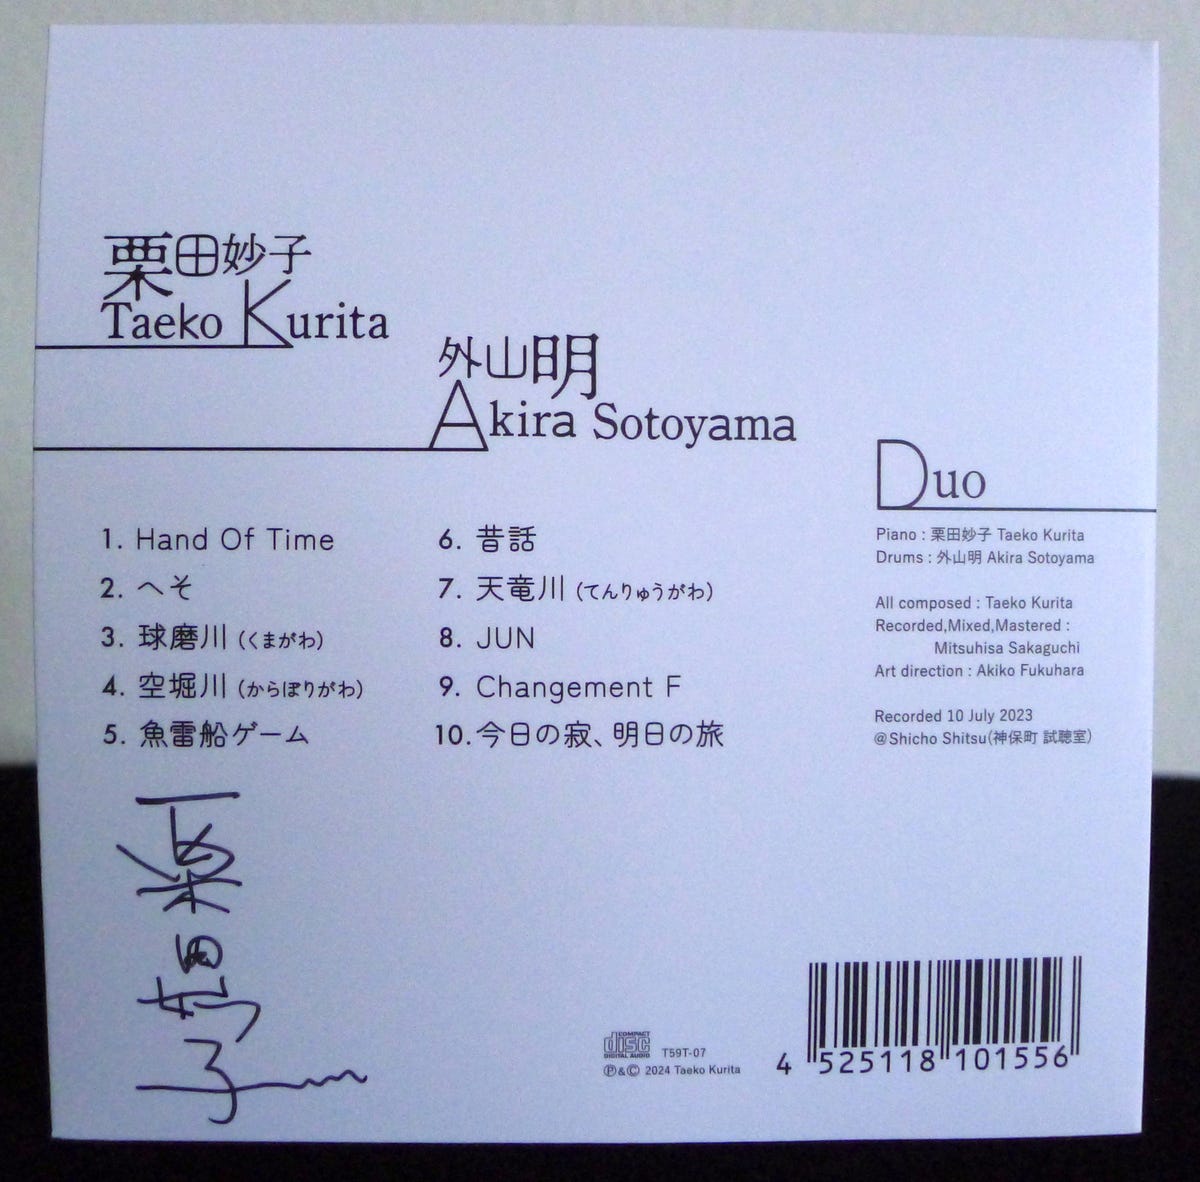 栗田妙子
Taeko Kurita
外山明
Akira Sotoyama
Duo
1. Hand Of Time
2. へそ
3. 球磨川 (くまがわ)
4. 空堀川 (からぼりがわ)
5. 魚雷船ゲーム
6. 昔話
7. 天竜川 (てんりゅうがわ)
8. JUN
9. Changement F
10. 今日の寂、明日の旅
Piano : 栗田妙子 Taeko Kurita
Drums : 外山明 Akira Sotoyama
All composed : Taeko Kurita
Recorded,Mixed,Mastered :
Mitsuhisa Sakaguchi
Art direction : Akiko Fukuhara
Recorded 10 July 2023
@Shicho Shitsu(神保町 試聴室)
栗田妙子
COMPACT
disc
DIGITAL AUDIO
T59T-07
Ⓟ&© 2024 Taeko Kurita
4 525118 101556